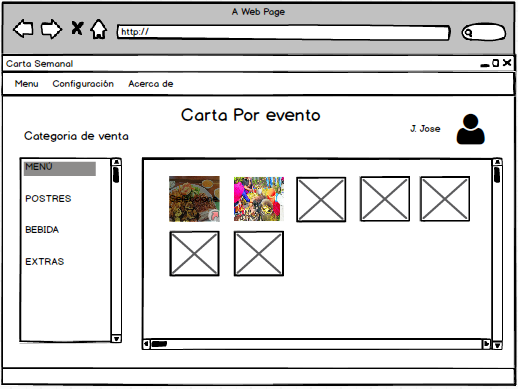 A Web Page
http://
Carta Semanal
Menu Configuración Acerca de
Carta Por evento
J. Jose
Categoria de venta
MENÚ
POSTRES
BEBIDA
EXTRAS